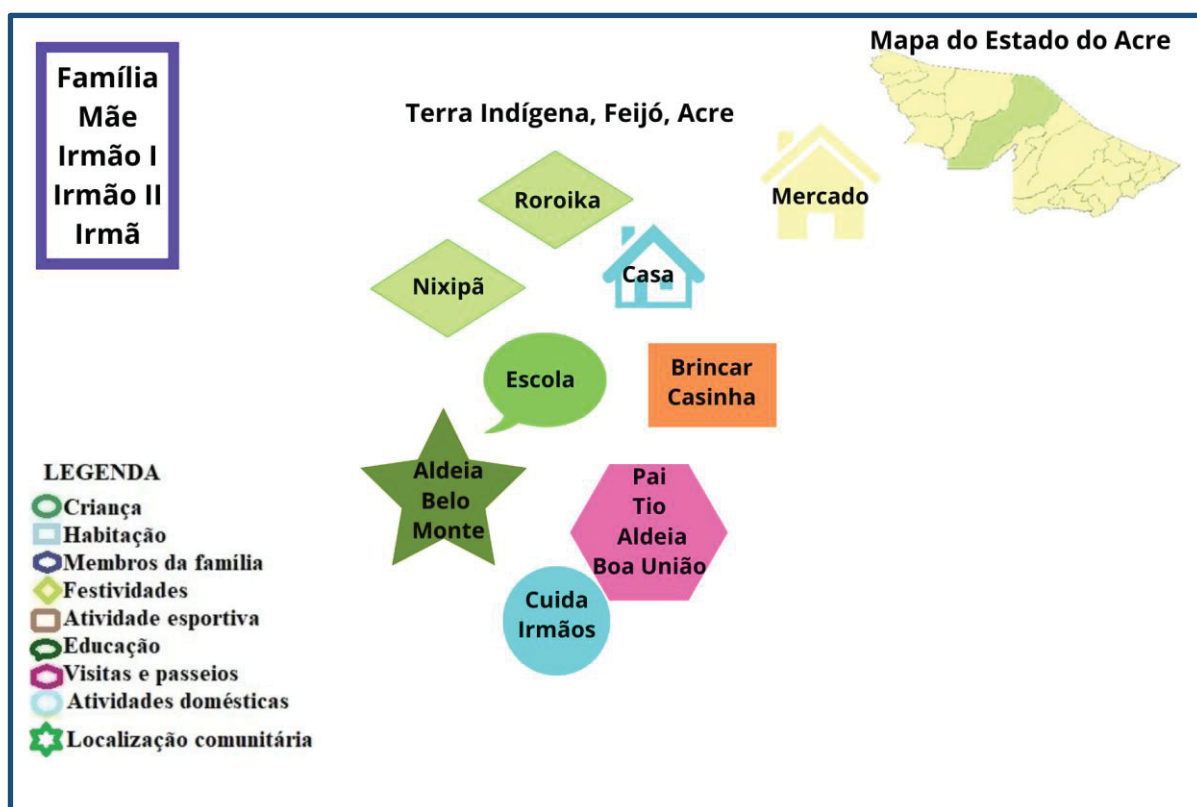 Família
Mãe
Irmão I
Irmão II
Irmã
Mapa do Estado do Acre
Terra Indígena, Feijó, Acre
Mercado
Roroika
Casa
Nixipã
Escola
Brincar
Casinha
Aldeia
Belo
Monte
Pai
Tio
Aldeia
Boa União
Cuida
Irmãos
LEGENDA
Criança
Habitação
Membros da família
Festividades
Atividade esportiva
Educação
Visitas e passeios
Atividades domésticas
Localização comunitária